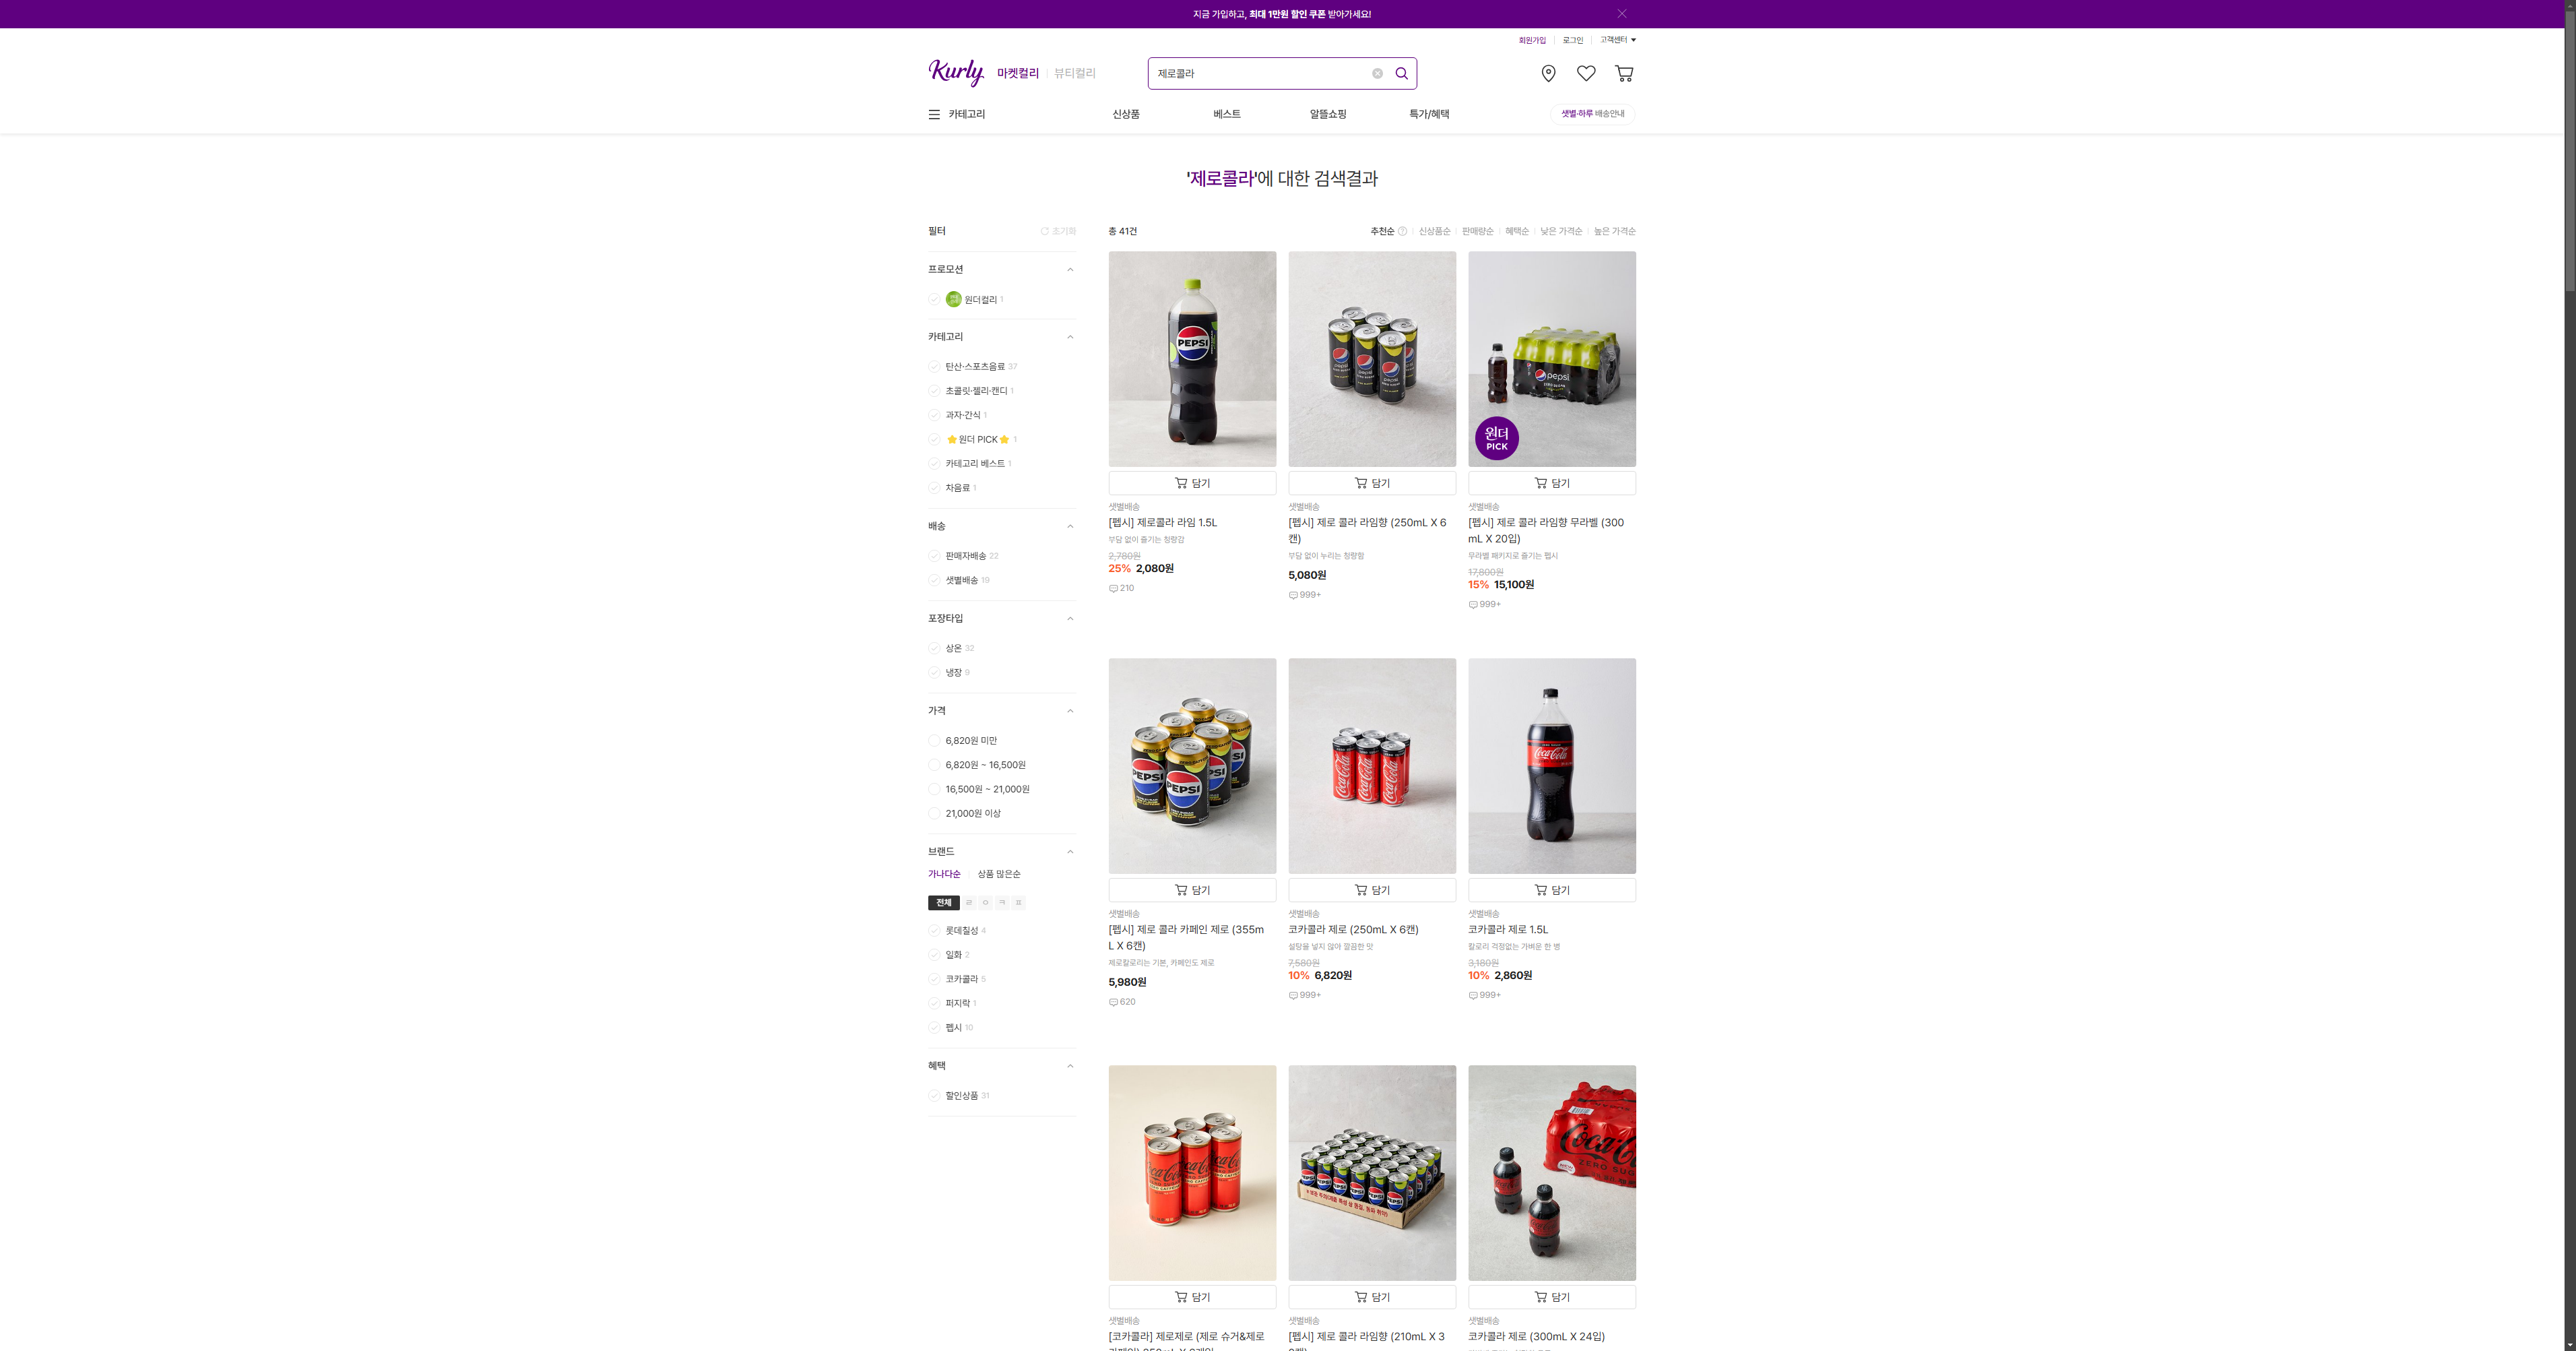 지금 가입하고, 최대 1만원 할인 쿠폰 받아가세요!
회원가입 로그인 고객센터
Kurly 마켓컬리 뷰티컬리 제로콜라
카테고리 신상품 베스트 알뜰쇼핑 특가/혜택 샛별·하루 배송안내
'제로콜라'에 대한 검색결과
필터 초기화
프로모션
원더컬리 1
카테고리
탄산·스포츠음료 37
초콜릿·젤리·캔디 1
과자·간식 1
⭐원더 PICK⭐ 1
카테고리 베스트 1
차음료 1
배송
판매자배송 22
샛별배송 19
포장타입
상온 32
냉장 9
가격
6,820원 미만
6,820원 ~ 16,500원
16,500원 ~ 21,000원
21,000원 이상
브랜드
가나다순 상품 많은순
전체 ㄹ ㅇ ㅋ ㅍ
롯데칠성 4
일화 2
코카콜라 5
퍼지락 1
펩시 10
혜택
할인상품 31
총 41건 추천순 신상품순 판매량순 혜택순 낮은 가격순 높은 가격순
PEPSI
담기
샛별배송
[펩시] 제로콜라 라임 1.5L
부담 없이 즐기는 청량감
2,780원
25% 2,080원
210
pepsi
담기
샛별배송
[펩시] 제로 콜라 라임향 (250mL X 6
캔)
부담 없이 누리는 청량함
5,080원
999+
pepsi
원더
PICK
담기
샛별배송
[펩시] 제로 콜라 라임향 무라벨 (300
mL X 20입)
무라벨 패키지로 즐기는 펩시
17,800원
15% 15,100원
999+
PEPSI
PEPSI
담기
샛별배송
[펩시] 제로 콜라 카페인 제로 (355m
L X 6캔)
제로칼로리는 기본, 카페인도 제로
5,980원
620
Coca-Cola
담기
샛별배송
코카콜라 제로 (250mL X 6캔)
설탕을 넣지 않아 깔끔한 맛
7,580원
10% 6,820원
999+
Coca-Cola
담기
샛별배송
코카콜라 제로 1.5L
칼로리 걱정없는 가벼운 한 병
3,180원
10% 2,860원
999+
담기
샛별배송
[코카콜라] 제로제로 (제로 슈거&제로
PEPSI
담기
샛별배송
[펩시] 제로 콜라 라임향 (210mL X 3
Coca-Co
ZERO SUG
담기
샛별배송
코카콜라 제로 (300mL X 24입)